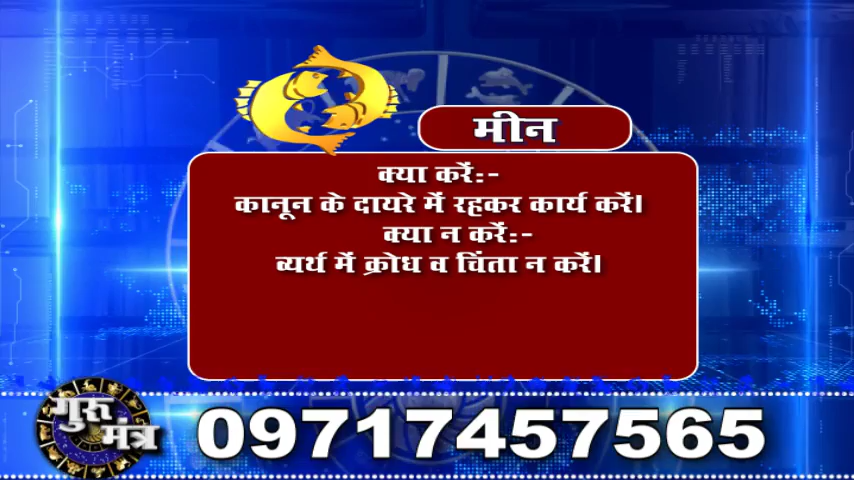 मीन
क्या करें:-
कानून के दायरे में रहकर कार्य करें।
क्या न करें:-
व्यर्थ में क्रोध व चिंता न करें।
गुरु मंत्र
09717457565